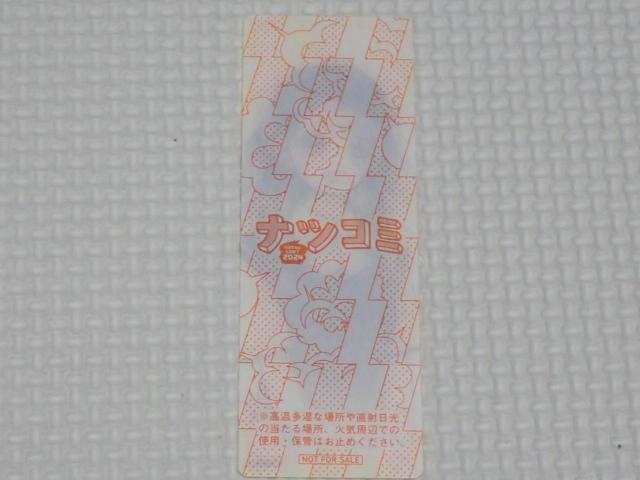 ナツコミ
2024
※高温多湿な場所や直射日光
の当たる場所、火気周辺での
使用・保管はお止めください。
NOT FOR SALE